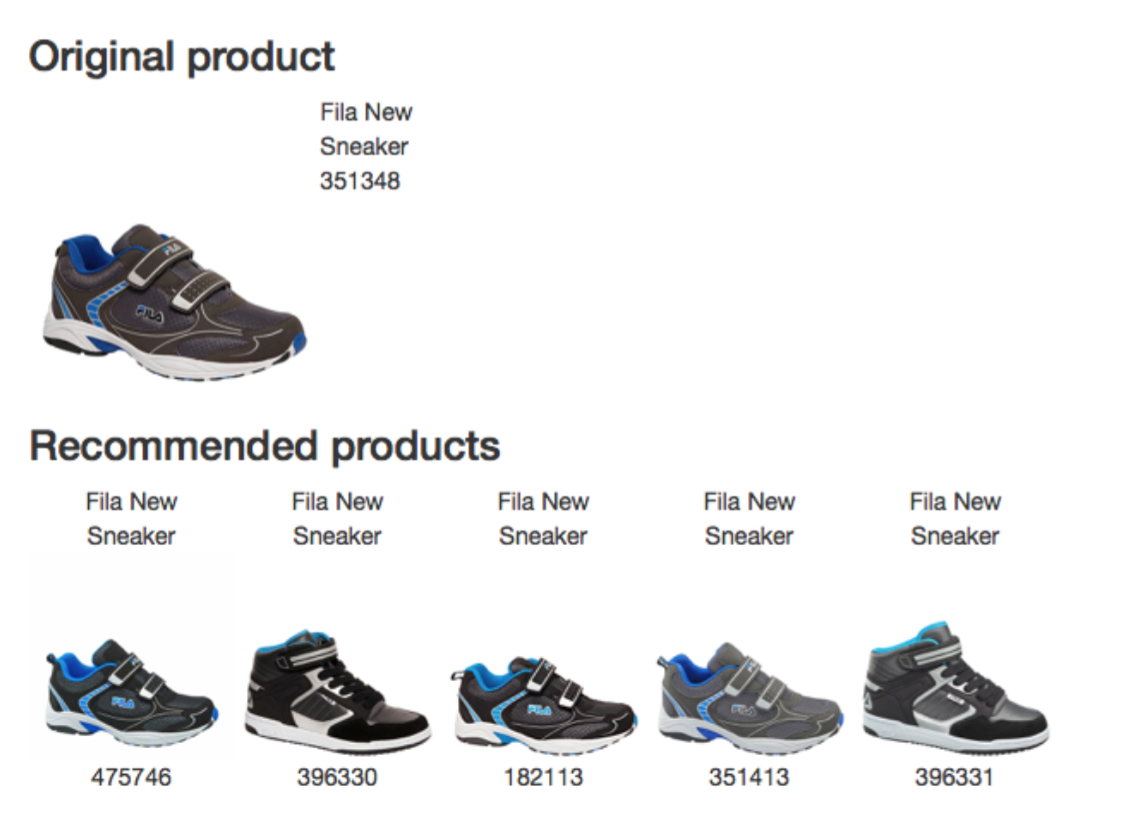 Original product
Fila New
Sneaker
351348
FILA
FILA
Recommended products
Fila New
Sneaker
Fila New
Sneaker
Fila New
Sneaker
Fila New
Sneaker
Fila New
Sneaker
FILA
FILA
FILA
475746
396330
182113
351413
396331